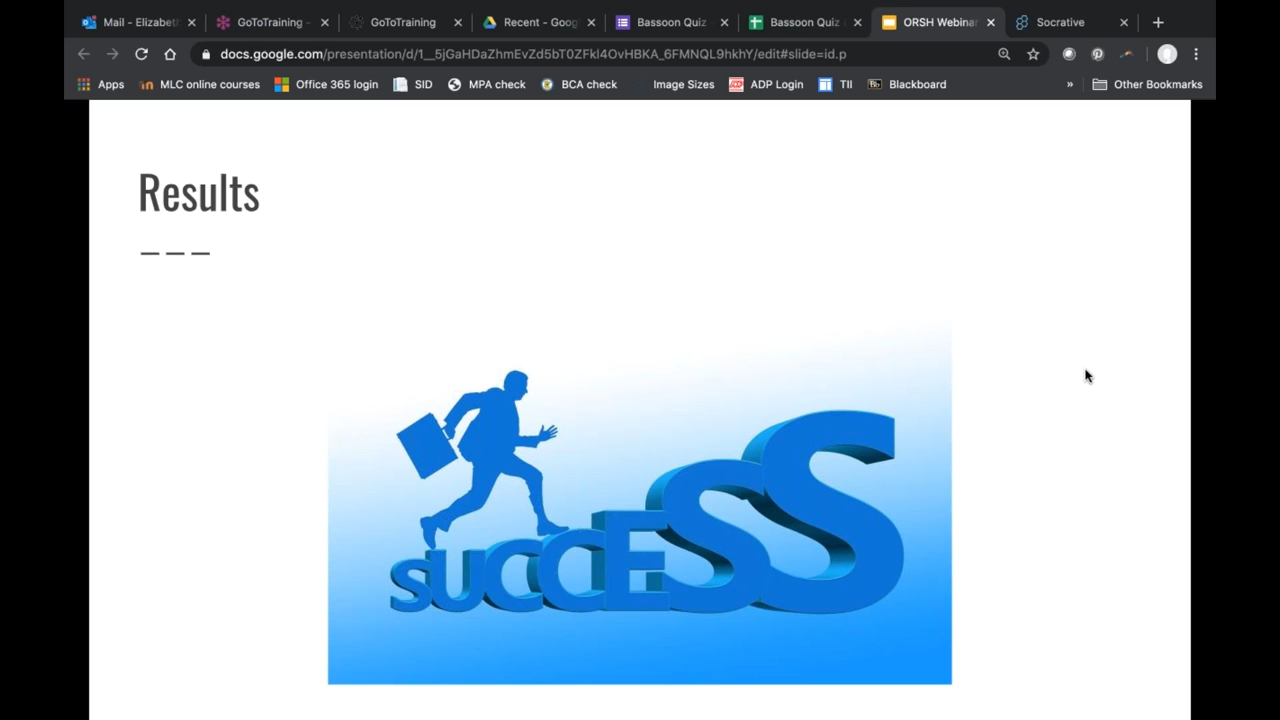 Mail - Elizabeth
GoToTraining -
GoToTraining
Recent - Goog
Bassoon Quiz
Bassoon Quiz
ORSH Webinar
Socrative
docs.google.com/presentation/d/1__5jGaHDaZhmEvZd5bT0ZFkl4OvHBKA_6FMNQL9hkhY/edit#slide=id.p
Apps
MLC online courses
Office 365 login
SID
MPA check
BCA check
Image Sizes
ADP Login
TII
Bb
Blackboard
»
Other Bookmarks
Results
SUCCESS